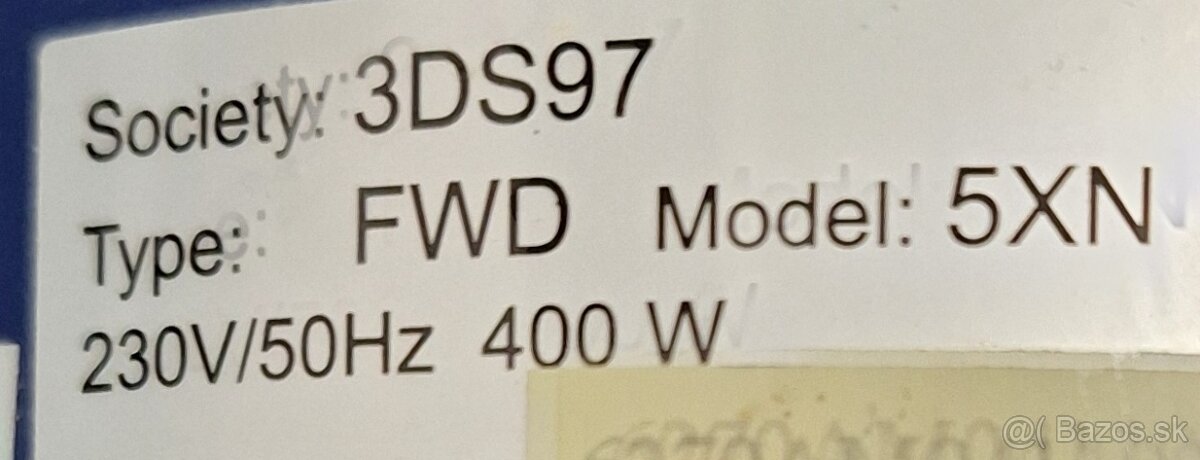 Society: 3DS97
Type: FWD Model: 5XN
230V/50Hz 400 W
@( Bazos.sk